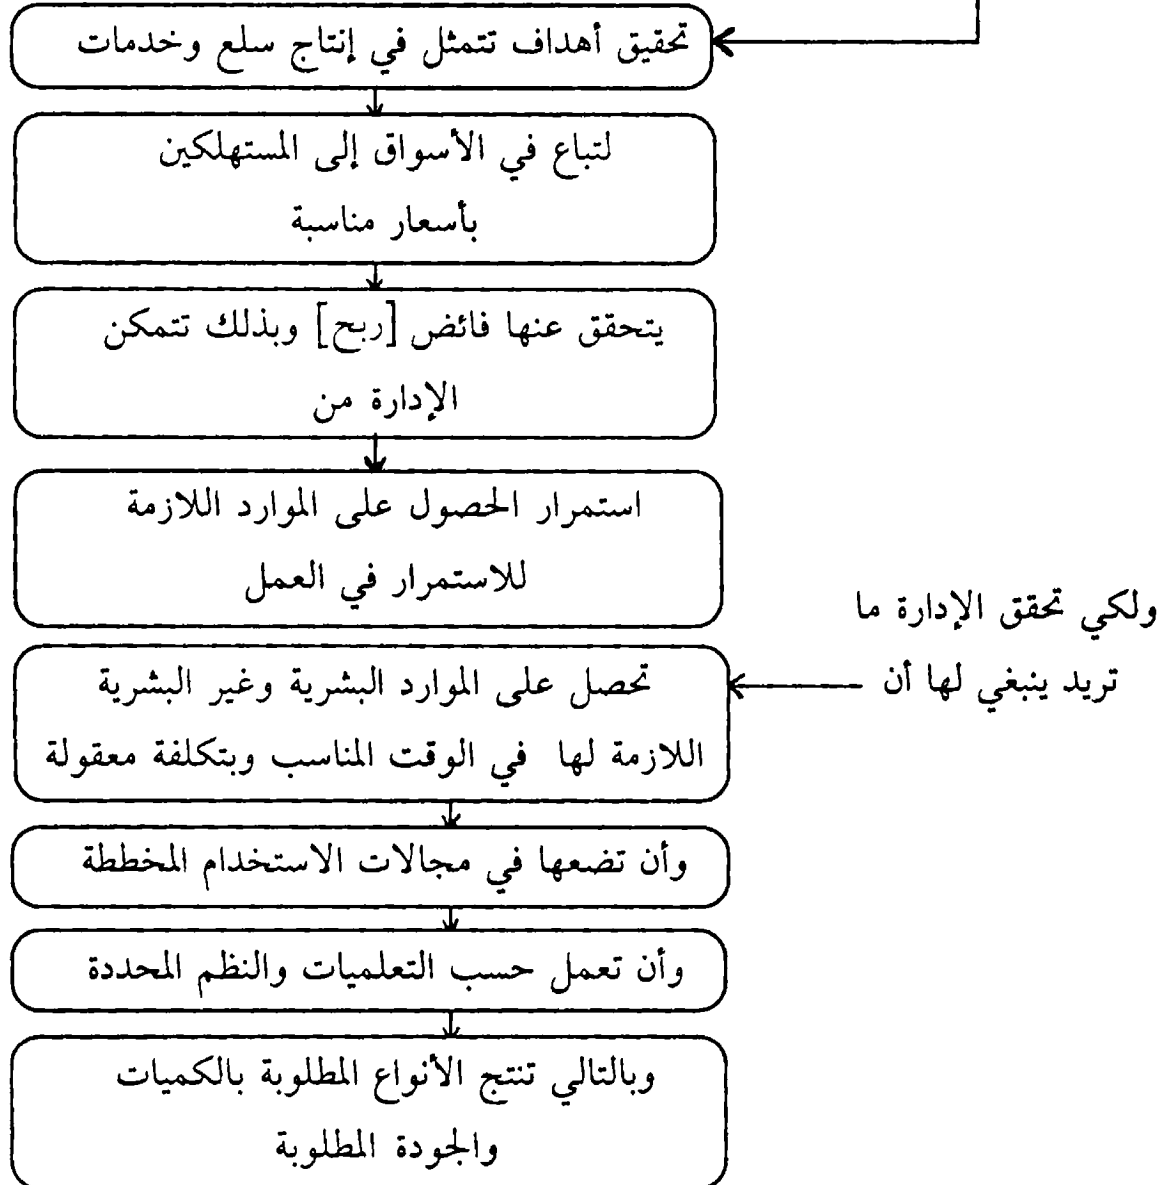 تحقيق أهداف تتمثل في إنتاج سلع وخدمات
لتباع في الأسواق إلى المستهلكين
بأسعار مناسبة
يتحقق عنها فائض [ربح] وبذلك تتمكن
الإدارة من
استمرار الحصول على الموارد اللازمة
للاستمرار في العمل
ولكي تحقق الإدارة ما
تريد ينبغي لها أن
تحصل على الموارد البشرية وغير البشرية
اللازمة لها في الوقت المناسب وبتكلفة معقولة
وأن تضعها في مجالات الاستخدام المخططة
وأن تعمل حسب التعلميات والنظم المحددة
وبالتالي تنتج الأنواع المطلوبة بالكميات
والجودة المطلوبة